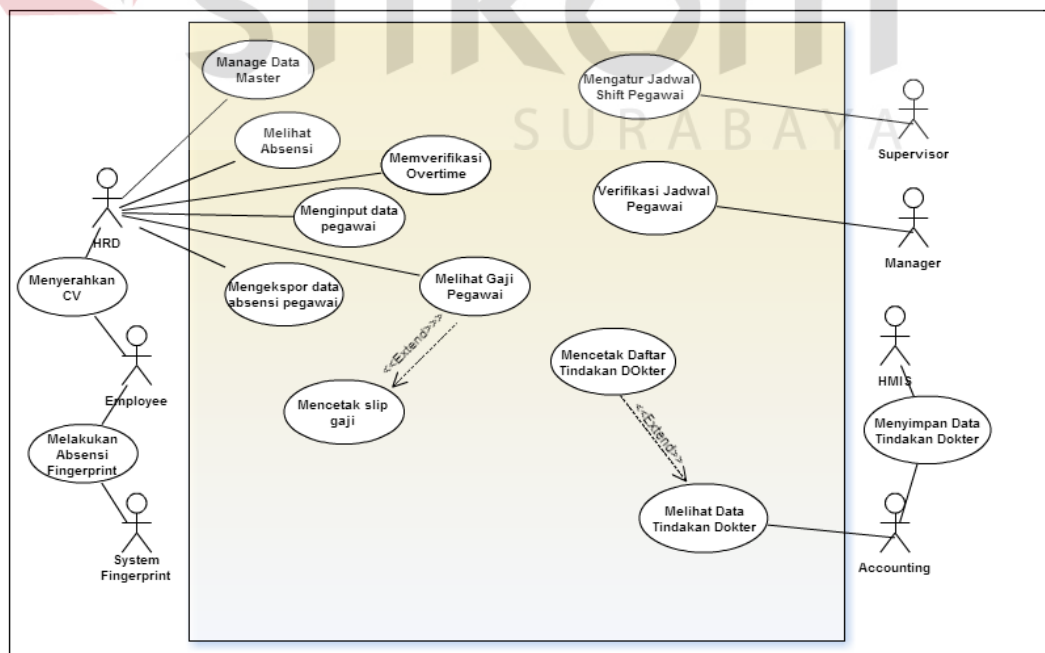 stikom
SURABAYA
Manage Data
Master
Melihat
Absensi
Memverifikasi
Overtime
Menginput data
pegawai
Mengekspor data
absensi pegawai
Melihat Gaji
Pegawai
<<Extend>>>
Mencetak slip
gaji
HRD
Menyerahkan
CV
Employee
Melakukan
Absensi
Fingerprint
System
Fingerprint
Mengatur Jadwal
Shift Pegawai
Supervisor
Verifikasi Jadwal
Pegawai
Manager
Mencetak Daftar
Tindakan DOkter
<<Extend>>
Melihat Data
Tindakan Dokter
HMIS
Menyimpan Data
Tindakan Dokter
Accounting